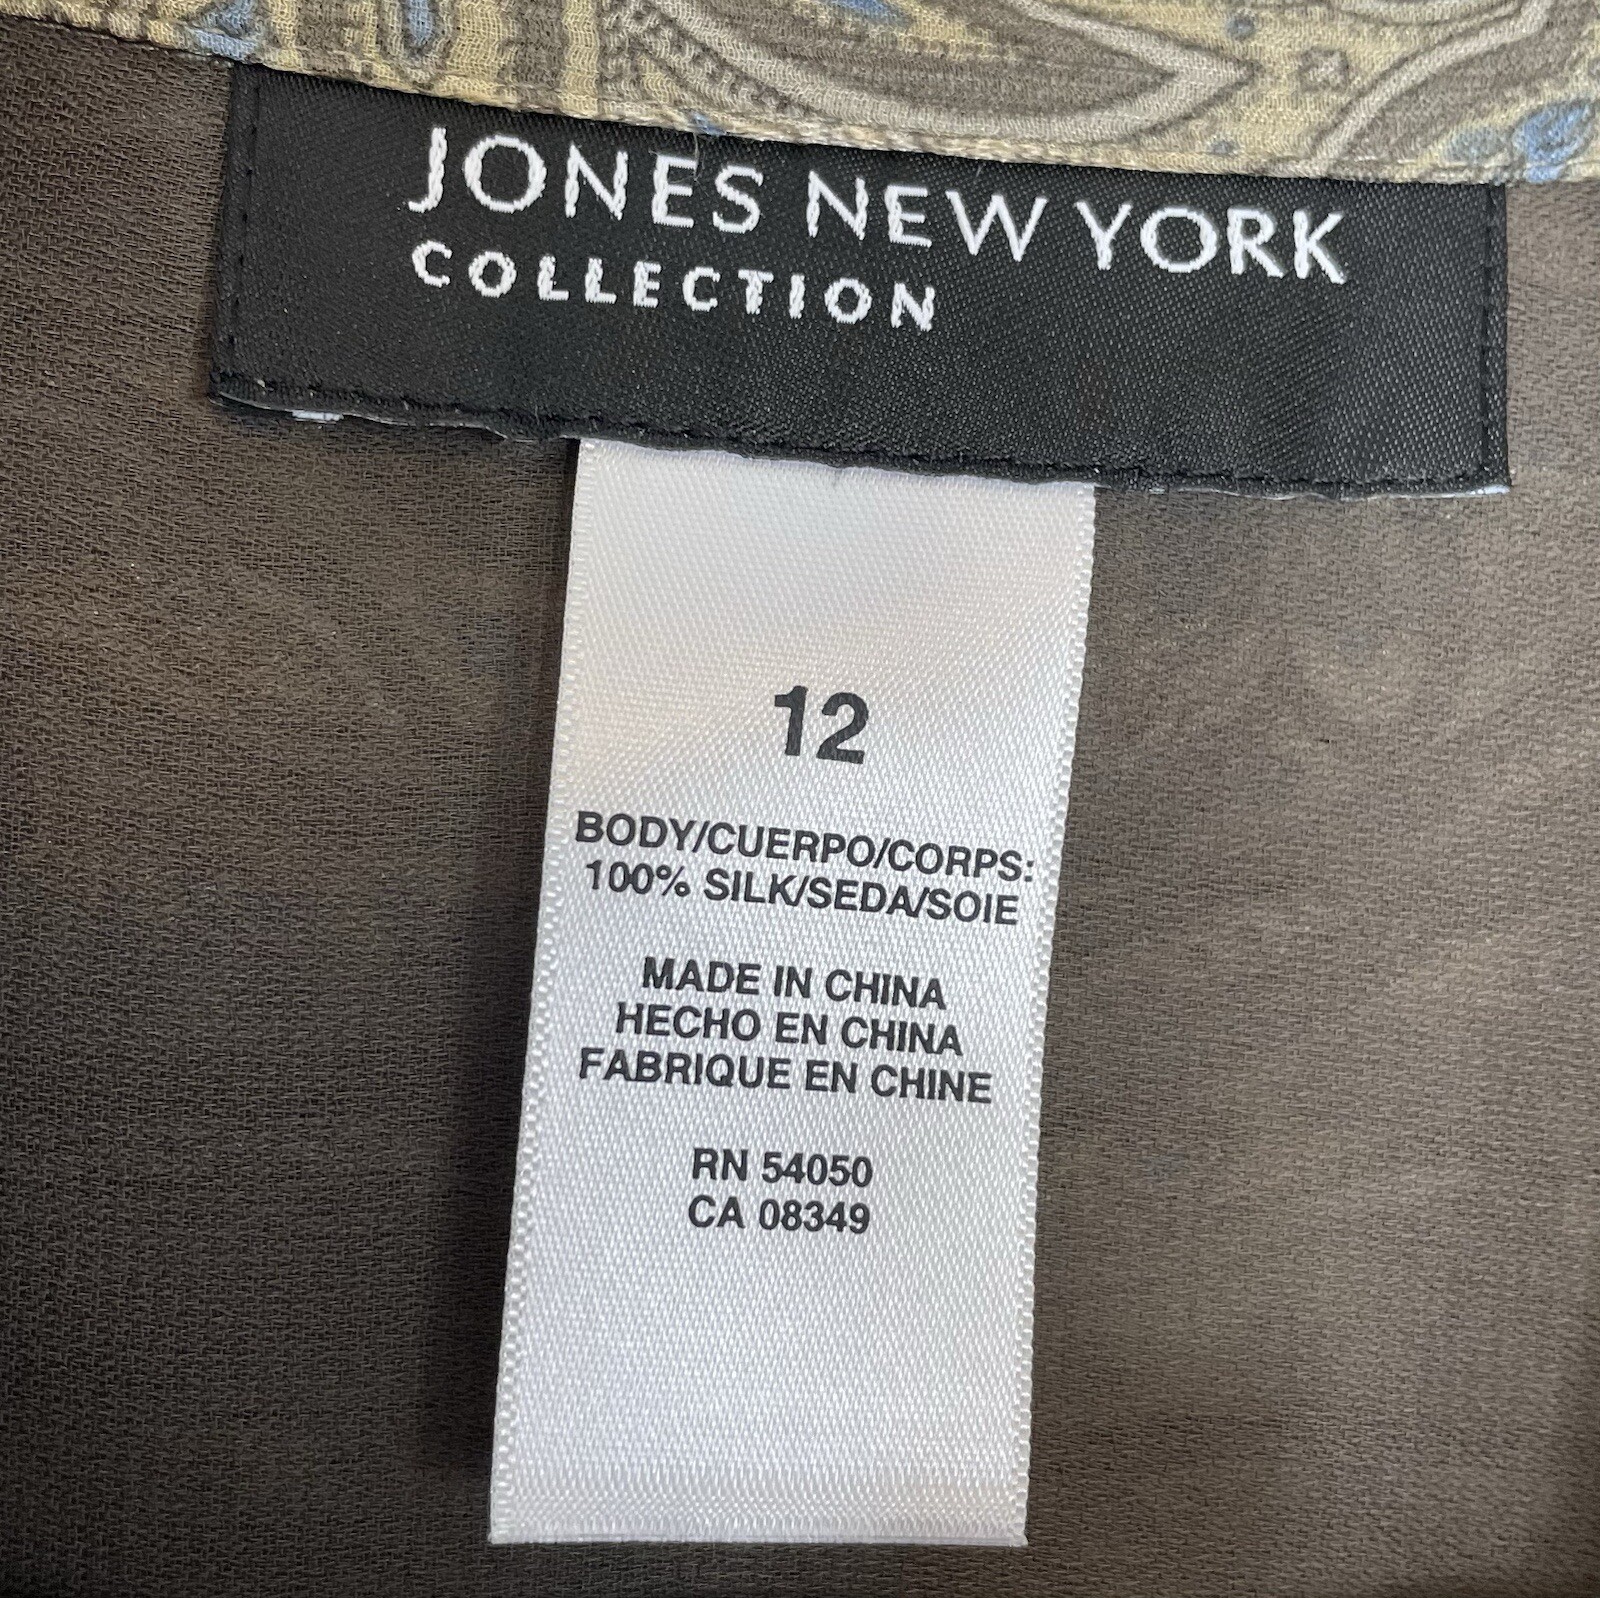 JONES NEW YORK
COLLECTION
12
BODY/CUERPO/CORPS:
100% SILK/SEDA/SOIE
MADE IN CHINA
HECHO EN CHINA
FABRIQUE EN CHINE
RN 54050
CA 08349